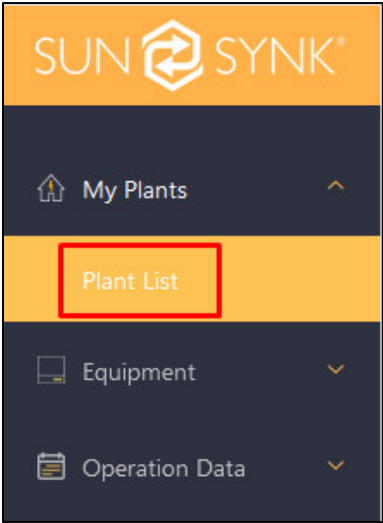 SUN SYNK®
My Plants
Plant List
Equipment
Operation Data